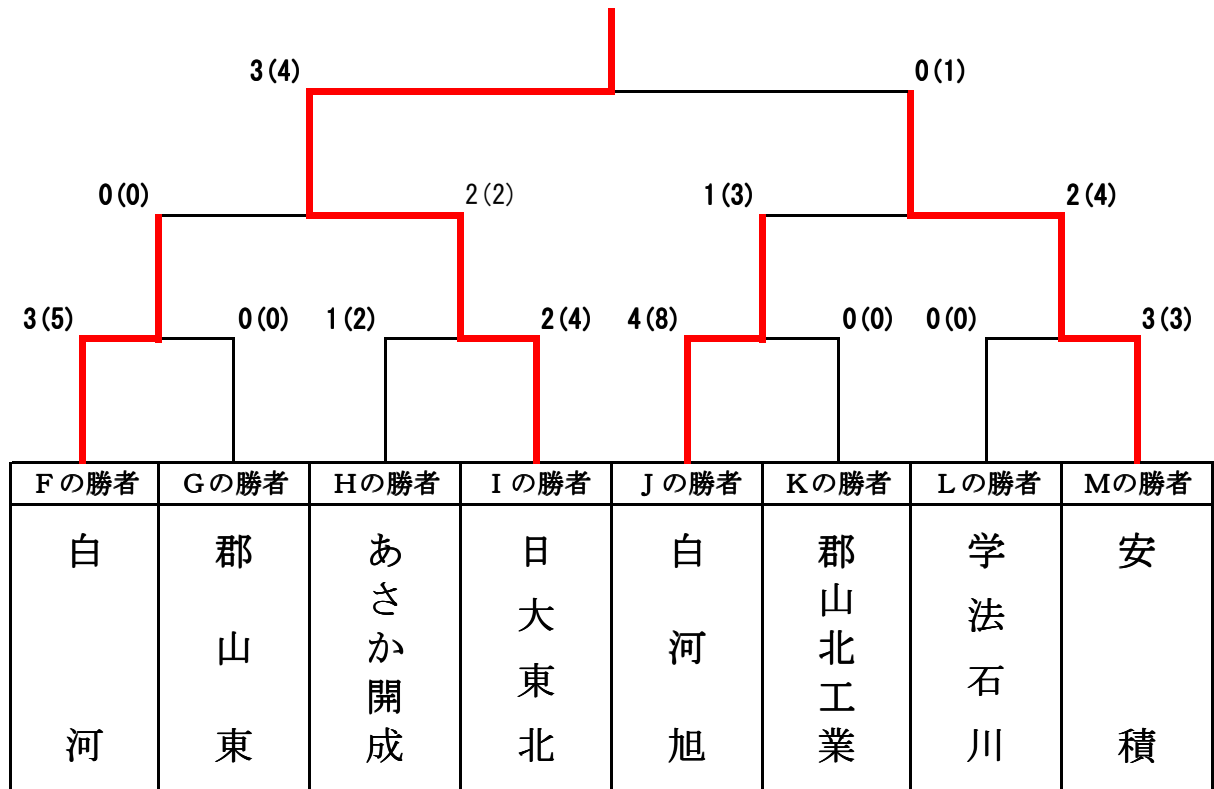 3(4) 0(1)
0(0) 2(2) 1(3) 2(4)
3(5) 0(0) 1(2) 2(4) 4(8) 0(0) 0(0) 3(3)
Fの勝者 Gの勝者 Hの勝者 Iの勝者 Jの勝者 Kの勝者 Lの勝者 Mの勝者
白河
郡山東
あさか開成
日大東北
白河旭
郡山北工業
学法石川
安積